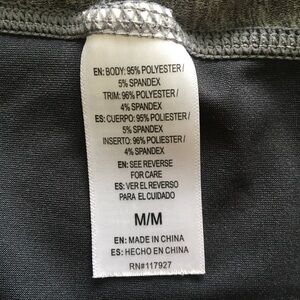 EN: BODY: 95% POLYESTER /
5% SPANDEX
TRIM: 96% POLYESTER /
4% SPANDEX
ES: CUERPO: 95% POLIESTER /
5% SPANDEX
INSERTO: 96% POLIESTER /
4% SPANDEX
EN: SEE REVERSE
FOR CARE
ES: VER EL REVERSO
PARA EL CUIDADO
M/M
EN: MADE IN CHINA
ES: HECHO EN CHINA
RN#117927